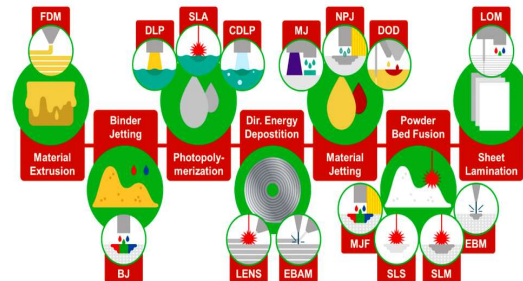 FDM
DLP
SLA
CDLP
MJ
NPJ
DOD
LOM
Binder
Jetting
Dir. Energy
Depostition
Powder
Bed Fusion
Material
Extrusion
Photopoly-
merization
Material
Jetting
Sheet
Lamination
BJ
LENS
EBAM
MJF
SLS
SLM
EBM